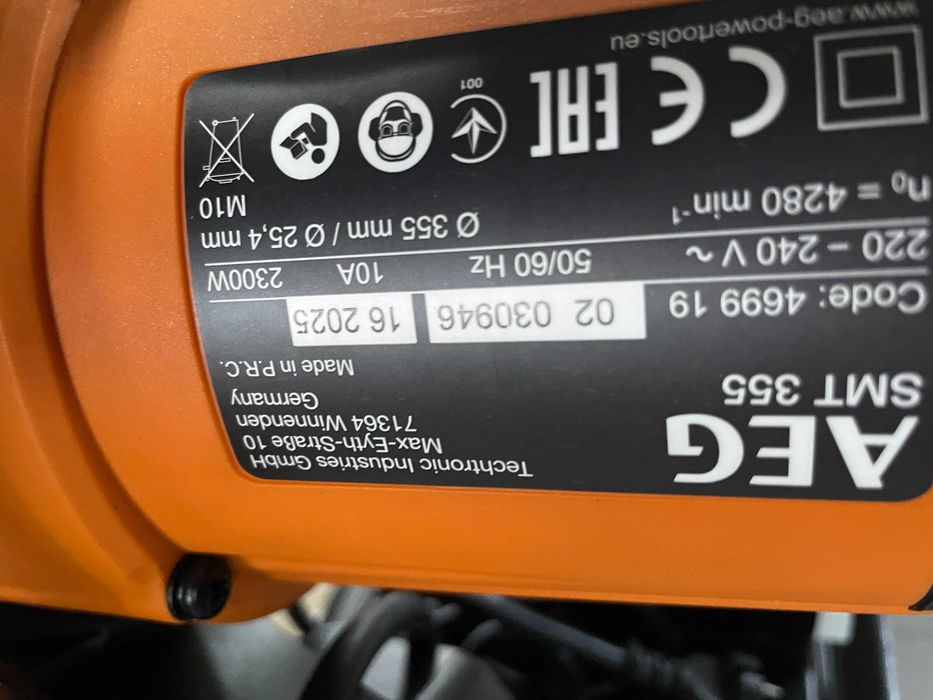 AEG
SMT 355
Techtronic Industries GmbH
Max-Eyth-Straße 10
71364 Winnenden
Germany
Made in P.R.C.
Code: 4699 19
02 030946
16 2025
220 – 240 V ~ 50/60 Hz 10A 2300W
n₀ = 4280 min⁻¹ Ø 355 mm / Ø 25,4 mm
M10
CE
EAC
001
www.aeg-powertools.eu